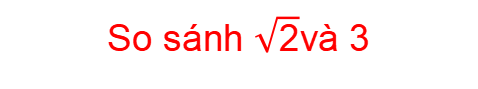 So sánh √2và 3